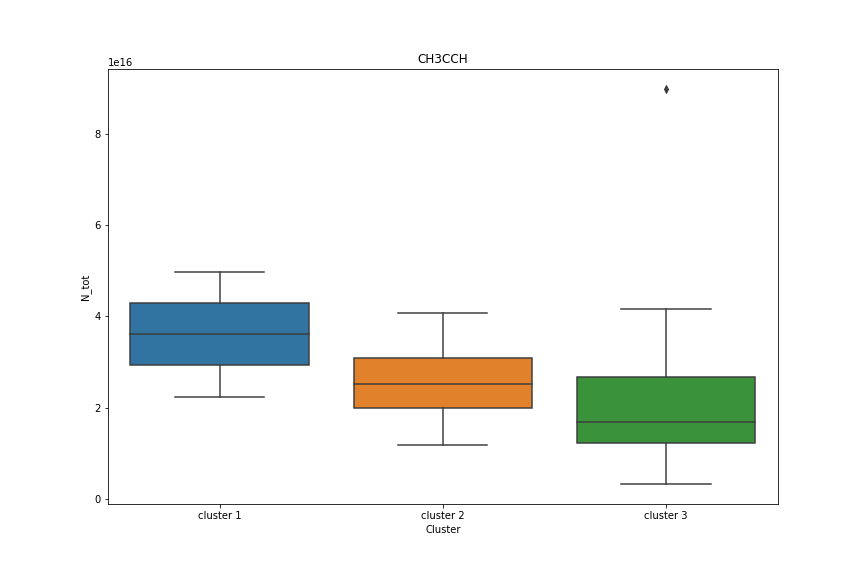 CH3CCH
1e16
8
6
4
2
0
N_tot
cluster 1
cluster 2
cluster 3
Cluster